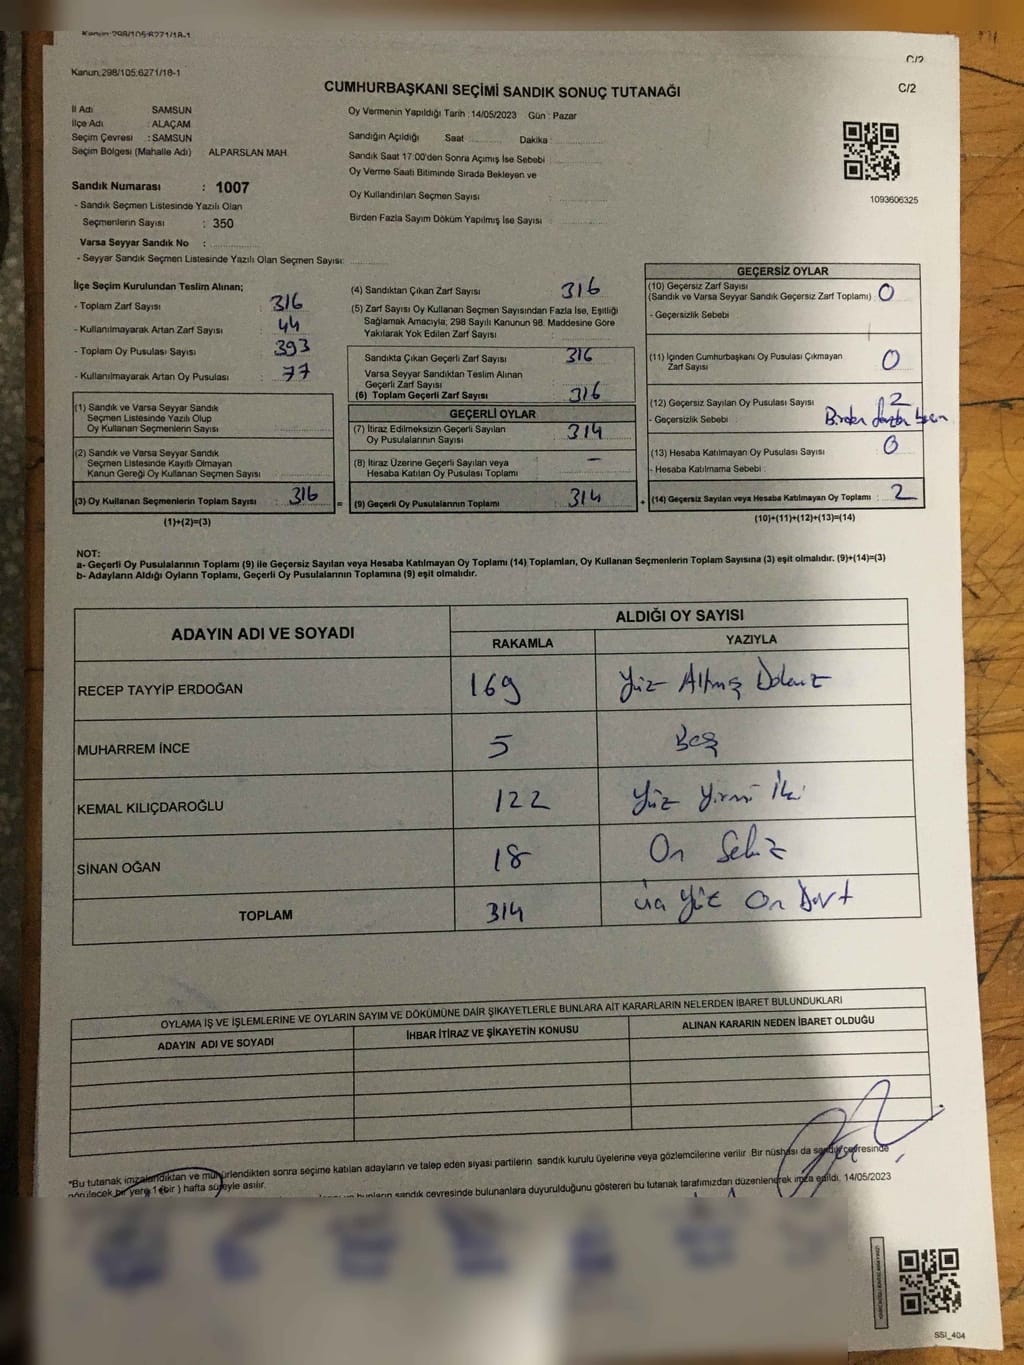 Kanun:298/105:6271/18-1
C/2
Kanun:298/105:6271/18-1
CUMHURBAŞKANI SEÇİMİ SANDIK SONUÇ TUTANAĞI
C/2
İl Adı SAMSUN
İlçe Adı : ALAÇAM
Seçim Çevresi : SAMSUN
Seçim Bölgesi (Mahalle Adı) ALPARSLAN MAH.
Oy Vermenin Yapıldığı Tarih :14/05/2023 Gün : Pazar
Sandığın Açıldığı Saat : Dakika :
Sandık Saat 17:00'den Sonra Açımış İse Sebebi :
Oy Verme Saati Bitiminde Sırada Bekleyen ve
Oy Kullandırılan Seçmen Sayısı :
Birden Fazla Sayım Döküm Yapılmış İse Sayısı :
1093606325
Sandık Numarası : 1007
- Sandık Seçmen Listesinde Yazılı Olan
Seçmenlerin Sayısı : 350
Varsa Seyyar Sandık No :
- Seyyar Sandık Seçmen Listesinde Yazılı Olan Seçmen Sayısı:
İlçe Seçim Kurulundan Teslim Alınan;
- Toplam Zarf Sayısı : 316
- Kullanılmayarak Artan Zarf Sayısı : 44
- Toplam Oy Pusulası Sayısı : 393
- Kullanılmayarak Artan Oy Pusulası : 77
(1) Sandık ve Varsa Seyyar Sandık
Seçmen Listesinde Yazılı Olup
Oy Kullanan Seçmenlerin Sayısı :
(2) Sandık ve Varsa Seyyar Sandık
Seçmen Listesinde Kayıtlı Olmayan
Kanun Gereği Oy Kullanan Seçmen Sayısı :
(3) Oy Kullanan Seçmenlerin Toplam Sayısı : 316
(1)+(2)=(3)
(4) Sandıktan Çıkan Zarf Sayısı : 316
(5) Zarf Sayısı Oy Kullanan Seçmen Sayısından Fazla İse, Eşitliği
Sağlamak Amacıyla, 298 Sayılı Kanunun 98. Maddesine Göre
Yakılarak Yok Edilen Zarf Sayısı :
Sandıkta Çıkan Geçerli Zarf Sayısı : 316
Varsa Seyyar Sandıktan Teslim Alınan
Geçerli Zarf Sayısı :
(6) Toplam Geçerli Zarf Sayısı : 316
GEÇERLİ OYLAR
(7) İtiraz Edilmeksizin Geçerli Sayılan
Oy Pusulalarının Sayısı : 314
(8) İtiraz Üzerine Geçerli Sayılan veya
Hesaba Katılan Oy Pusulası Toplamı : –
= (9) Geçerli Oy Pusulalarının Toplamı : 314
GEÇERSİZ OYLAR
(10) Geçersiz Zarf Sayısı
(Sandık ve Varsa Seyyar Sandık Geçersiz Zarf Toplamı) : 0
- Geçersizlik Sebebi :
(11) İçinden Cumhurbaşkanı Oy Pusulası Çıkmayan
Zarf Sayısı : 0
(12) Geçersiz Sayılan Oy Pusulası Sayısı : 2
- Geçersizlik Sebebi : Birden fazla
(13) Hesaba Katılmayan Oy Pusulası Sayısı : 0
- Hesaba Katılmama Sebebi :
+ (14) Geçersiz Sayılan veya Hesaba Katılmayan Oy Toplamı : 2
(10)+(11)+(12)+(13)=(14)
NOT:
a- Geçerli Oy Pusulalarının Toplamı (9) ile Geçersiz Sayılan veya Hesaba Katılmayan Oy Toplamı (14) Toplamları, Oy Kullanan Seçmenlerin Toplam Sayısına (3) eşit olmalıdır. (9)+(14)=(3)
b- Adayların Aldığı Oyların Toplamı, Geçerli Oy Pusulalarının Toplamına (9) eşit olmalıdır.
ADAYIN ADI VE SOYADI
ALDIĞI OY SAYISI
RAKAMLA YAZIYLA
RECEP TAYYİP ERDOĞAN 169 Yüz Altmış Dokuz
MUHARREM İNCE 5 Beş
KEMAL KILIÇDAROĞLU 122 Yüz Yirmi İki
SİNAN OĞAN 18 On Sekiz
TOPLAM 314 Üç Yüz On Dört
OYLAMA İŞ VE İŞLEMLERİNE VE OYLARIN SAYIM VE DÖKÜMÜNE DAİR ŞİKAYETLERLE BUNLARA AİT KARARLARIN NELERDEN İBARET BULUNDUKLARI
ADAYIN ADI VE SOYADI İHBAR İTİRAZ VE ŞİKAYETİN KONUSU ALINAN KARARIN NEDEN İBARET OLDUĞU
*Bu tutanak imzalandıktan ve mühürlendikten sonra seçime katılan adayların ve talep eden siyasi partilerin sandık kurulu üyelerine veya gözlemcilerine verilir. Bir nüshası da sandık çevresinde
görülecek bir yere 1 (bir) hafta süreyle asılır.
bunların sandık çevresinde bulunanlara duyurulduğunu gösteren bu tutanak tarafımızdan düzenlenerek imza edildi. 14/05/2023
SSI_404